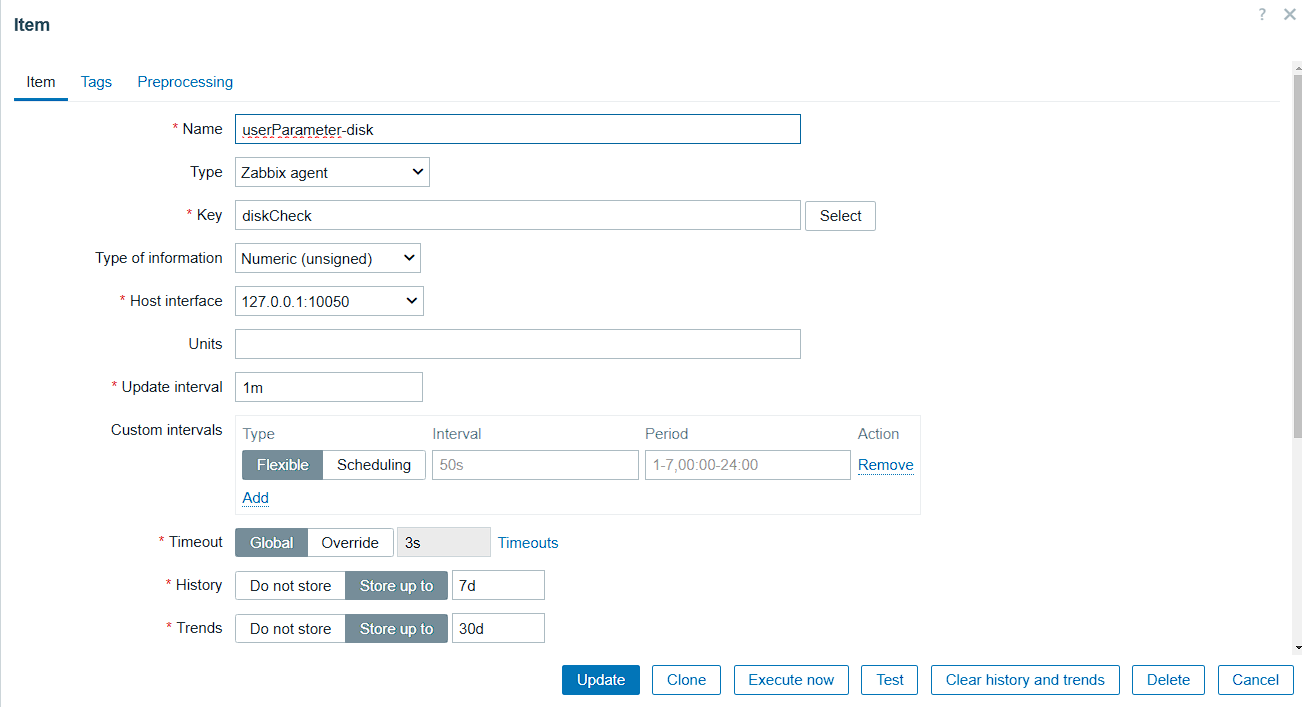 Item
? ×
Item Tags Preprocessing
* Name userParameter-disk
Type Zabbix agent
* Key diskCheck Select
Type of information Numeric (unsigned)
* Host interface 127.0.0.1:10050
Units
* Update interval 1m
Custom intervals Type Interval Period Action
Flexible Scheduling 50s 1-7,00:00-24:00 Remove
Add
* Timeout Global Override 3s Timeouts
* History Do not store Store up to 7d
* Trends Do not store Store up to 30d
Update Clone Execute now Test Clear history and trends Delete Cancel